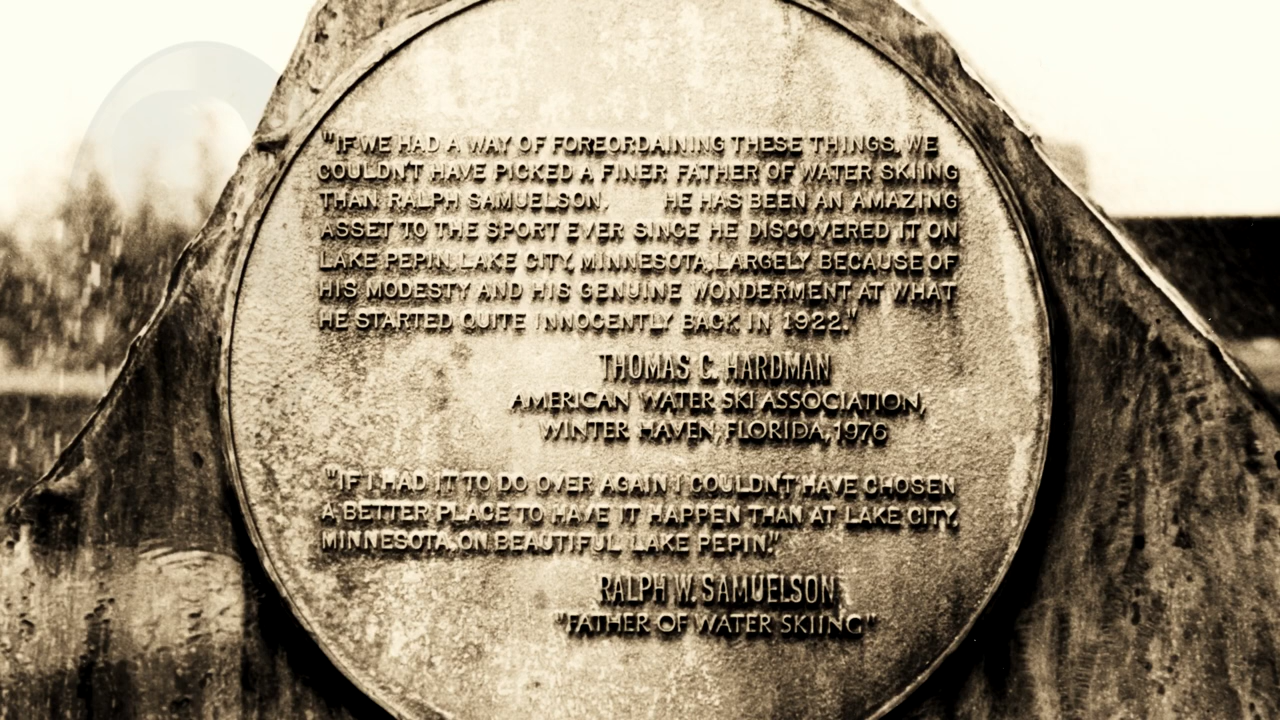 "IF WE HAD A WAY OF FOREORDAINING THESE THINGS, WE
COULDN'T HAVE PICKED A FINER FATHER OF WATER SKIING
THAN RALPH SAMUELSON. HE HAS BEEN AN AMAZING
ASSET TO THE SPORT EVER SINCE HE DISCOVERED IT ON
LAKE PEPIN, LAKE CITY, MINNESOTA, LARGELY BECAUSE OF
HIS MODESTY AND HIS GENUINE WONDERMENT AT WHAT
HE STARTED QUITE INNOCENTLY BACK IN 1922."
THOMAS C. HARDMAN
AMERICAN WATER SKI ASSOCIATION,
WINTER HAVEN, FLORIDA, 1976
"IF I HAD IT TO DO OVER AGAIN I COULDN'T HAVE CHOSEN
A BETTER PLACE TO HAVE IT HAPPEN THAN AT LAKE CITY,
MINNESOTA, ON BEAUTIFUL LAKE PEPIN."
RALPH W. SAMUELSON
"FATHER OF WATER SKIING"